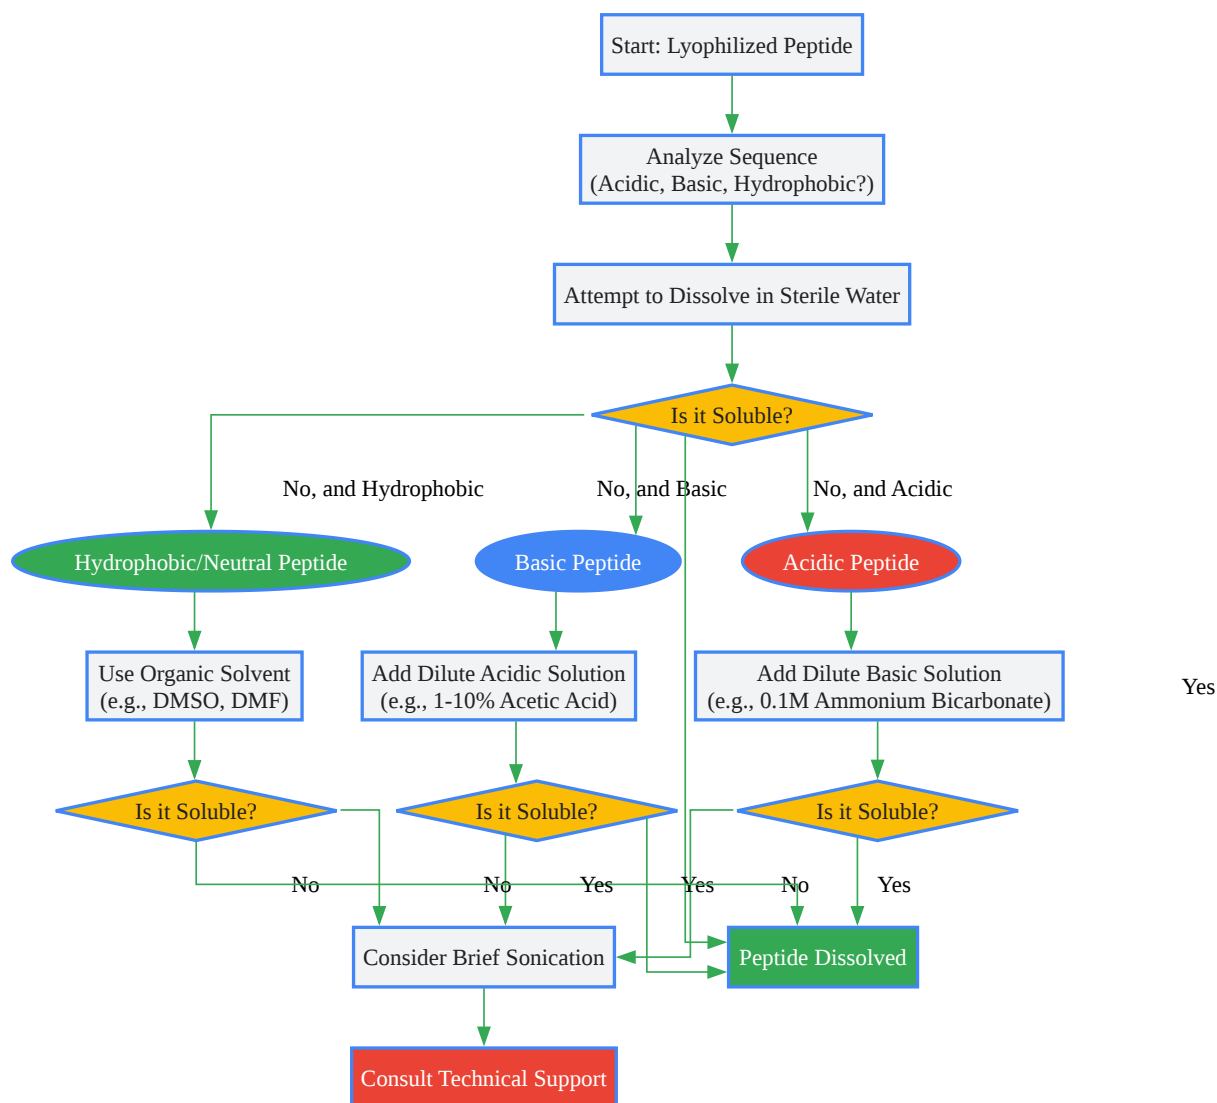 Start: Lyophilized Peptide
Analyze Sequence
(Acidic, Basic, Hydrophobic?)
Attempt to Dissolve in Sterile Water
Is it Soluble?
No, and Hydrophobic
No, and Basic
No, and Acidic
Hydrophobic/Neutral Peptide
Basic Peptide
Acidic Peptide
Use Organic Solvent
(e.g., DMSO, DMF)
Add Dilute Acidic Solution
(e.g., 1-10% Acetic Acid)
Add Dilute Basic Solution
(e.g., 0.1M Ammonium Bicarbonate)
Yes
Is it Soluble?
Is it Soluble?
Is it Soluble?
No
No
Yes
Yes
No
Yes
Consider Brief Sonication
Peptide Dissolved
Consult Technical Support